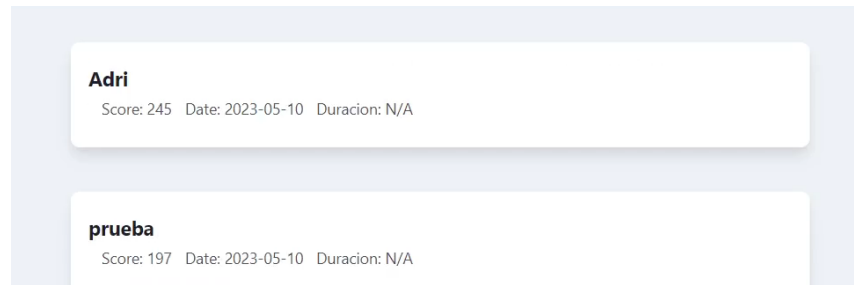 Adri
Score: 245 Date: 2023-05-10 Duracion: N/A
prueba
Score: 197 Date: 2023-05-10 Duracion: N/A